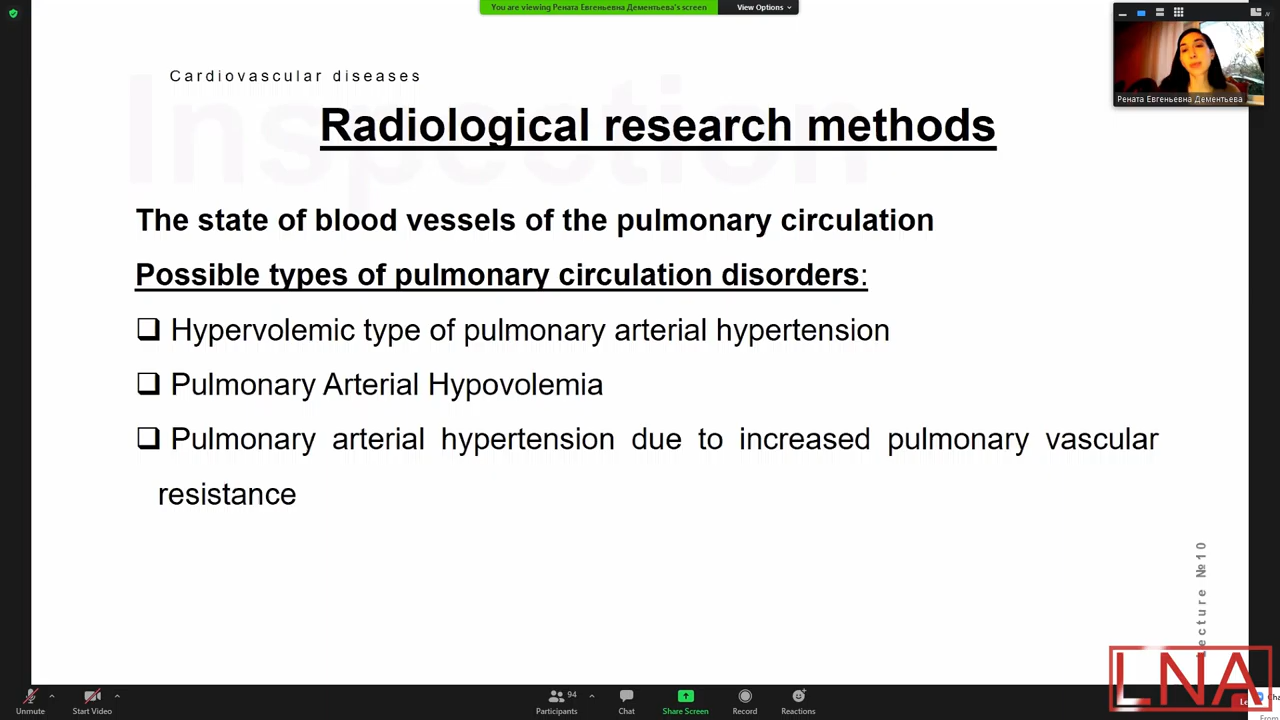 You are viewing Рената Евгеньевна Дементьева's screen
View Options
Cardiovascular diseases
Inspection
Radiological research methods
Рената Евгеньевна Дементьева
The state of blood vessels of the pulmonary circulation
Possible types of pulmonary circulation disorders:
❑ Hypervolemic type of pulmonary arterial hypertension
❑ Pulmonary Arterial Hypovolemia
❑ Pulmonary arterial hypertension due to increased pulmonary vascular
resistance
Lecture №10
LNA
Unmute
Start Video
94
Participants
Chat
Share Screen
Record
Reactions